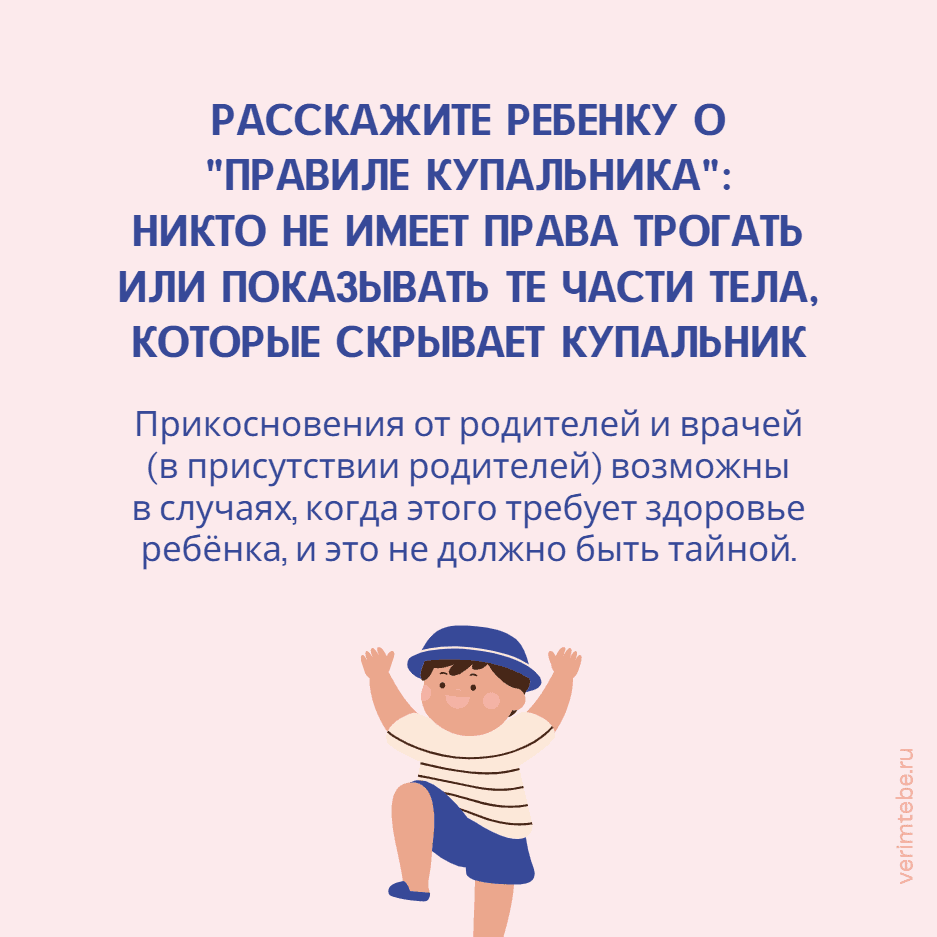 РАССКАЖИТЕ РЕБЕНКУ О
"ПРАВИЛЕ КУПАЛЬНИКА":
НИКТО НЕ ИМЕЕТ ПРАВА ТРОГАТЬ
ИЛИ ПОКАЗЫВАТЬ ТЕ ЧАСТИ ТЕЛА,
КОТОРЫЕ СКРЫВАЕТ КУПАЛЬНИК
Прикосновения от родителей и врачей
(в присутствии родителей) возможны
в случаях, когда этого требует здоровье
ребёнка, и это не должно быть тайной.
verimtebe.ru